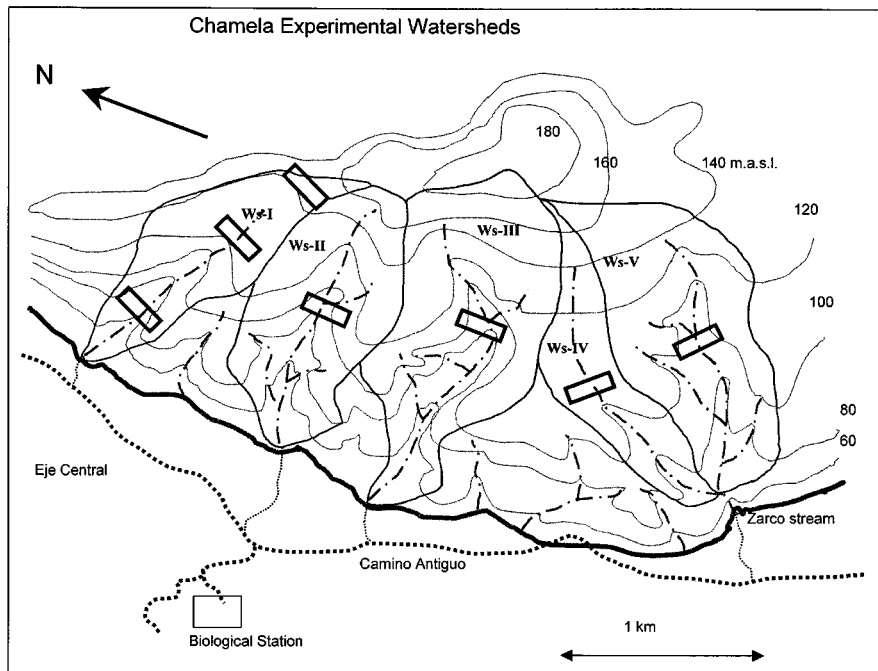 Chamela Experimental Watersheds
N
180
160
140 m.a.s.l.
120
Ws-I
Ws-II
Ws-III
Ws-V
100
Ws-IV
80
60
Eje Central
Zarco stream
Camino Antiguo
Biological Station
1 km